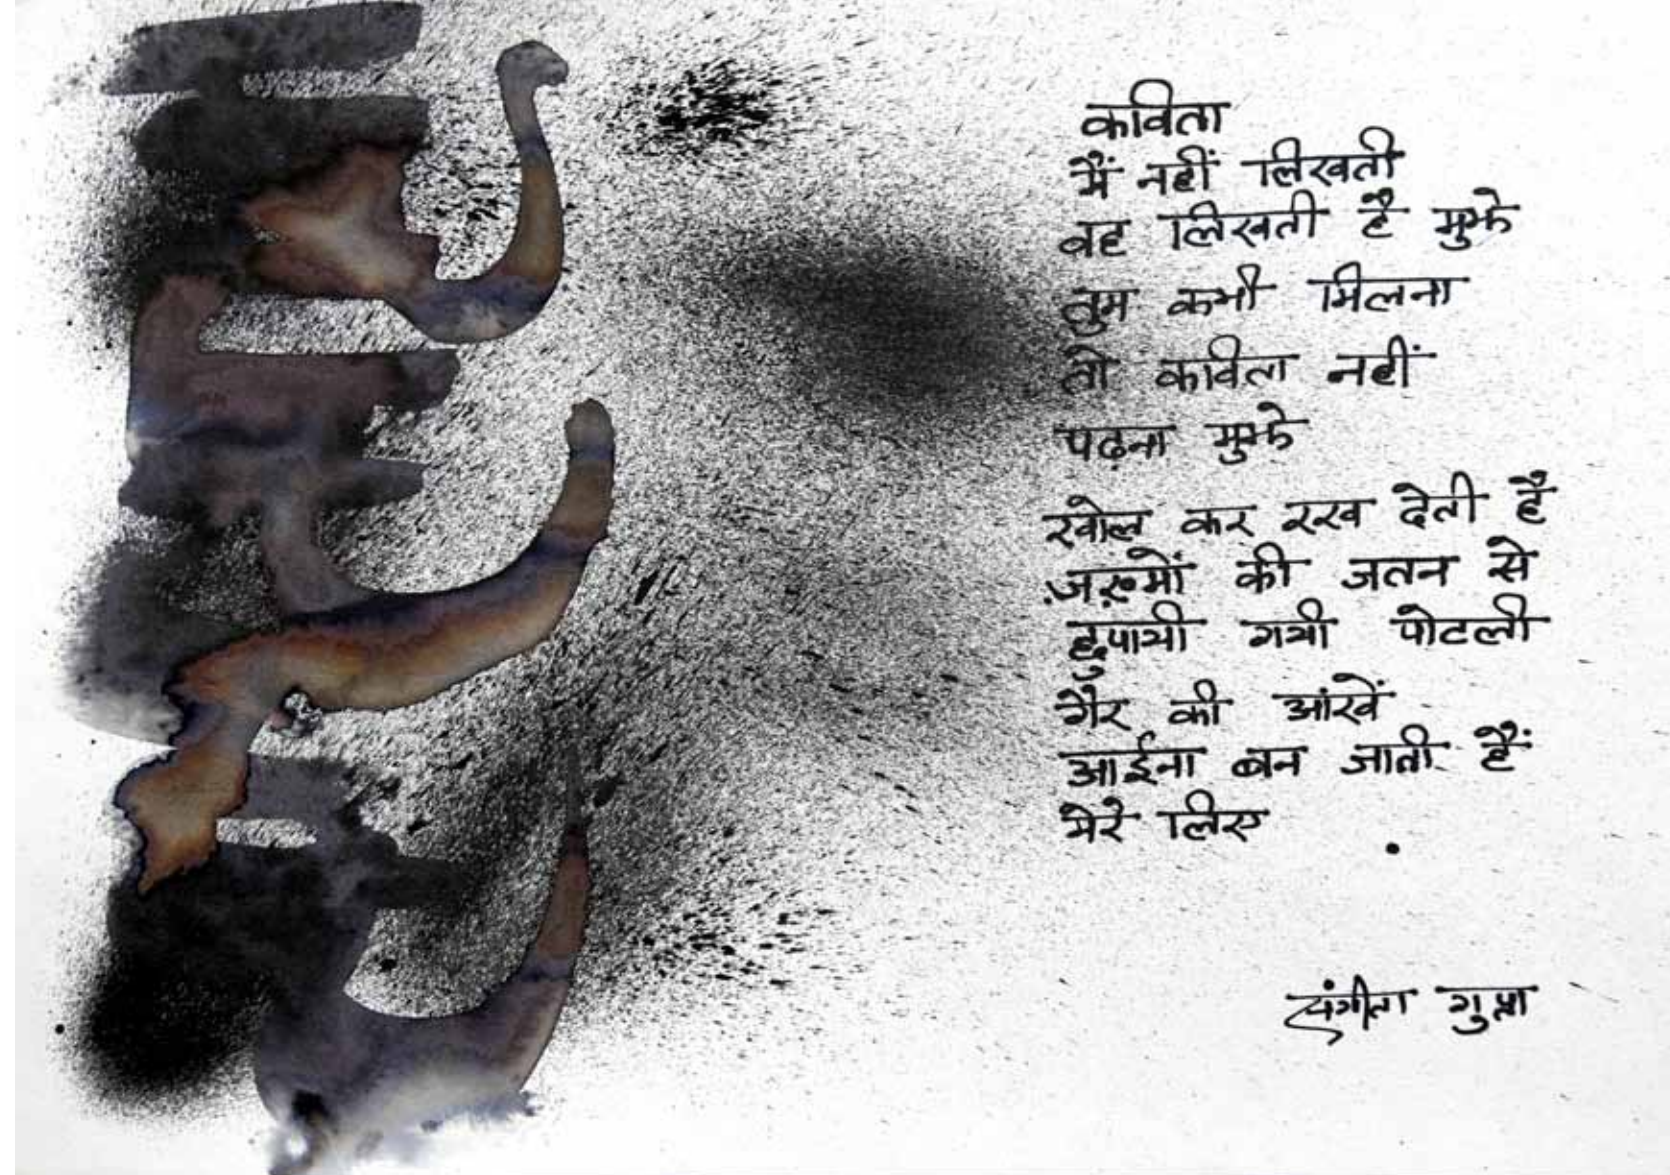 कविता
मैं नहीं लिखती
वह लिखती है मुझे
तुम कभी मिलना
तो कविता नहीं
पढ़ना मुझे
खोल कर रख देती है
ज़ख़्मों की जतन से
छुपायी गयी पोटली
गैर की आंखें
आईना बन जाती हैं
मेरे लिए
संगीता गुप्ता